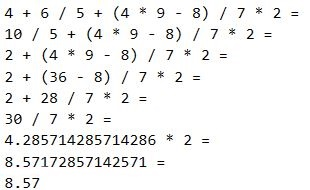 4 + 6 / 5 + (4 * 9 - 8) / 7 * 2 =
10 / 5 + (4 * 9 - 8) / 7 * 2 =
2 + (4 * 9 - 8) / 7 * 2 =
2 + (36 - 8) / 7 * 2 =
2 + 28 / 7 * 2 =
30 / 7 * 2 =
4.285714285714286 * 2 =
8.57172857142571 =
8.57